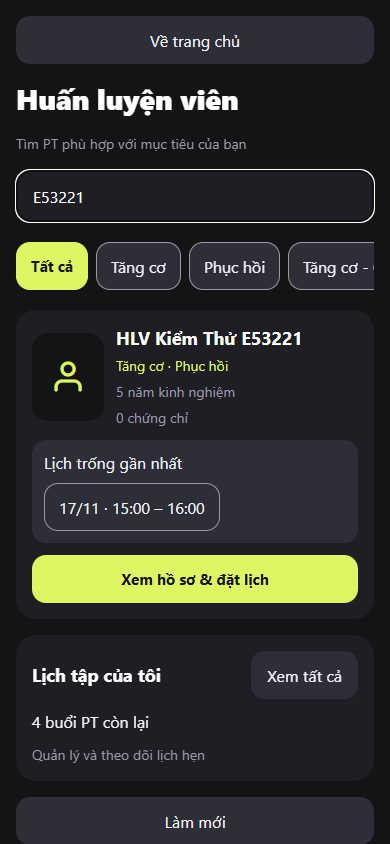 Về trang chủ
Huấn luyện viên
Tìm PT phù hợp với mục tiêu của bạn
E53221
Tất cả
Tăng cơ
Phục hồi
Tăng cơ -
HLV Kiểm Thử E53221
Tăng cơ · Phục hồi
5 năm kinh nghiệm
0 chứng chỉ
Lịch trống gần nhất
17/11 · 15:00 – 16:00
Xem hồ sơ & đặt lịch
Lịch tập của tôi
Xem tất cả
4 buổi PT còn lại
Quản lý và theo dõi lịch hẹn
Làm mới